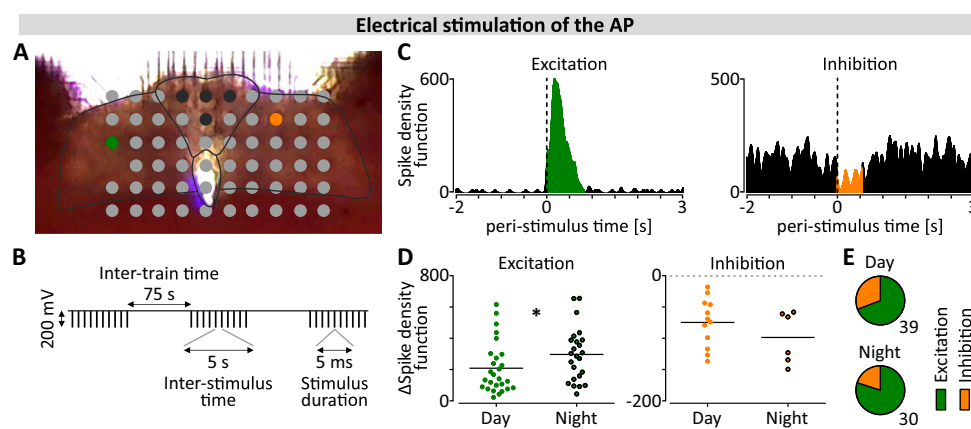 Electrical stimulation of the AP
A
B
Inter-train time
75 s
200 mV
5 s
Inter-stimulus
time
5 ms
Stimulus
duration
C
Excitation
Spike density
function
600
0
-2
0
3
peri-stimulus time [s]
Inhibition
500
0
-2
0
3
peri-stimulus time [s]
D
Excitation
ΔSpike density
function
800
400
0
*
Day
Night
Inhibition
0
-200
Day
Night
E
Day
39
Night
30
Excitation
Inhibition